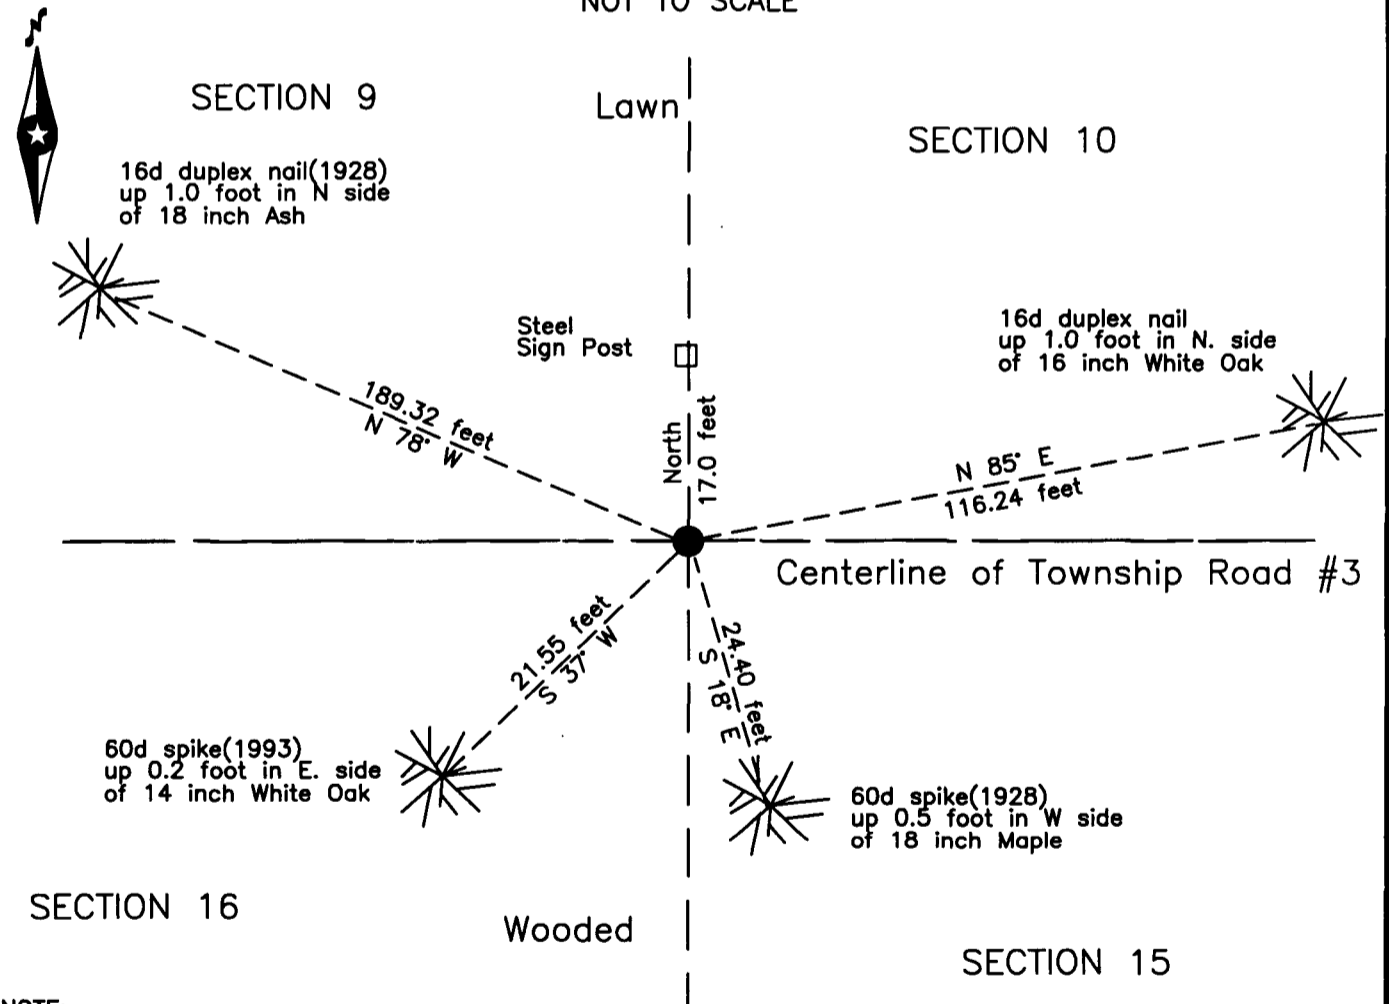 NOT TO SCALE
N
SECTION 9
Lawn
SECTION 10
16d duplex nail(1928)
up 1.0 foot in N side
of 18 inch Ash
Steel
Sign Post
16d duplex nail
up 1.0 foot in N. side
of 16 inch White Oak
189.32 feet
N 78° W
North
17.0 feet
N 85° E
116.24 feet
Centerline of Township Road #3
21.55 feet
S 37° W
24.40 feet
S 18° E
60d spike(1993)
up 0.2 foot in E. side
of 14 inch White Oak
60d spike(1928)
up 0.5 foot in W side
of 18 inch Maple
SECTION 16
Wooded
SECTION 15
NOTE